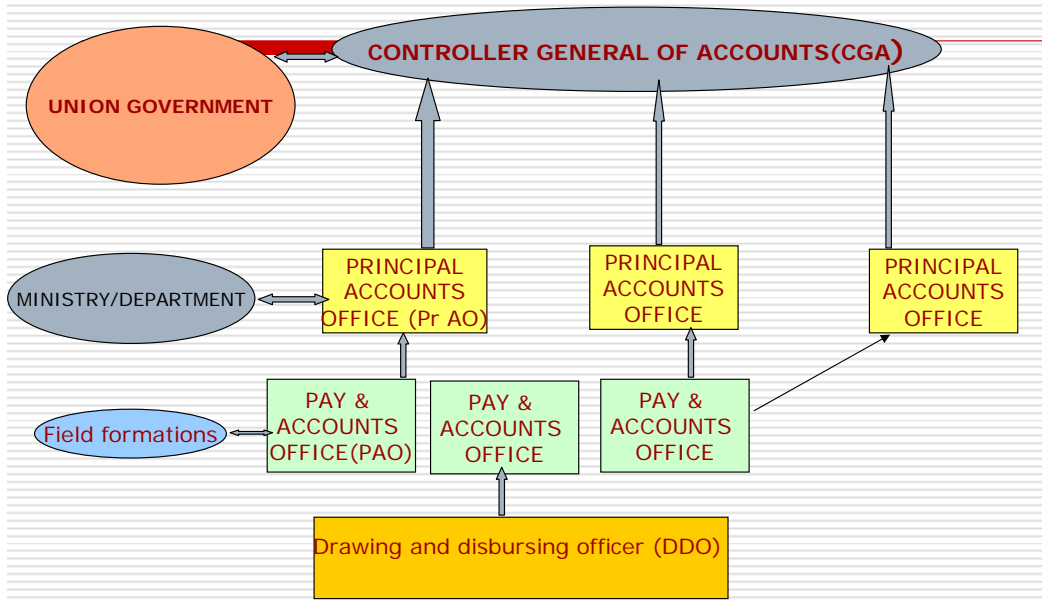 CONTROLLER GENERAL OF ACCOUNTS(CGA)
UNION GOVERNMENT
MINISTRY/DEPARTMENT
PRINCIPAL
ACCOUNTS
OFFICE (Pr AO)
PRINCIPAL
ACCOUNTS
OFFICE
PRINCIPAL
ACCOUNTS
OFFICE
Field formations
PAY &
ACCOUNTS
OFFICE(PAO)
PAY &
ACCOUNTS
OFFICE
PAY &
ACCOUNTS
OFFICE
Drawing and disbursing officer (DDO)